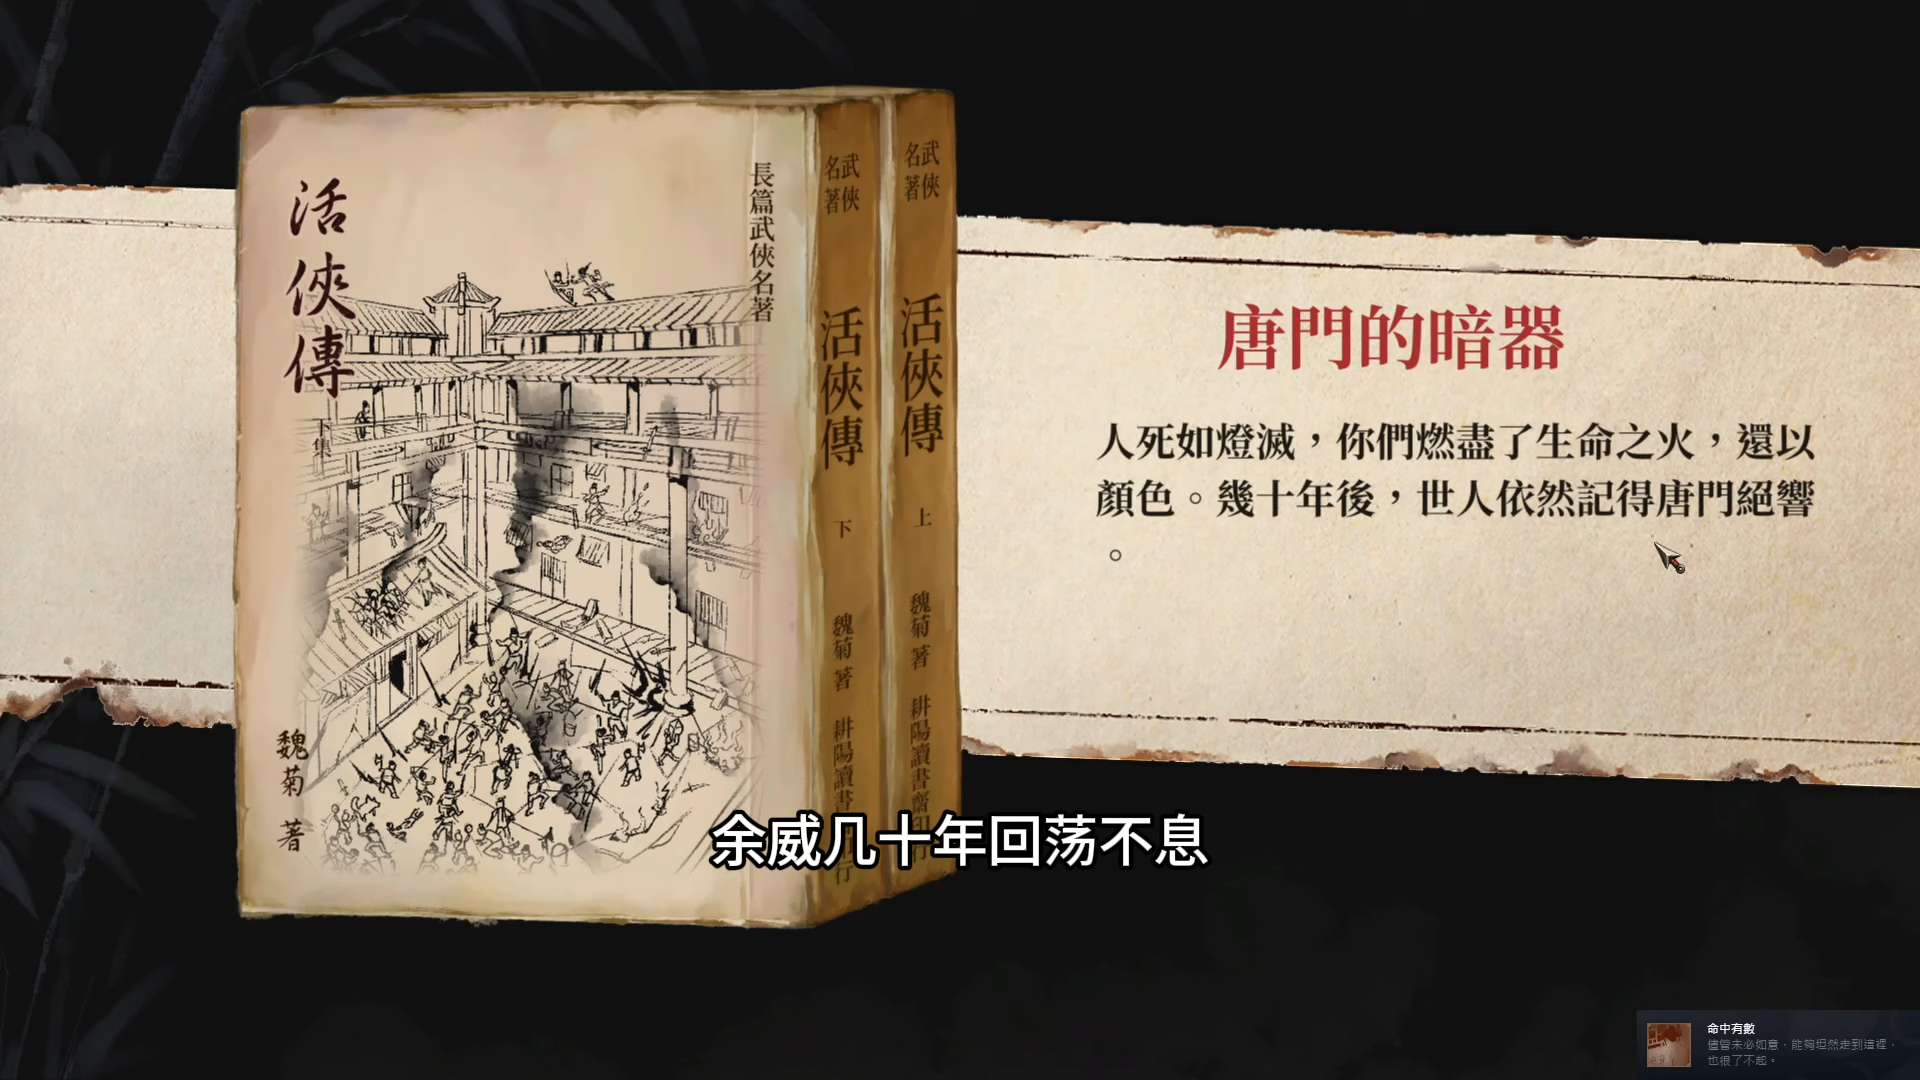 活俠傳
下集
魏菊 著
長篇武俠名著
武俠名著
活俠傳
下
魏菊 著
耕陽讀書
行
武俠名著
活俠傳
上
魏菊 著
耕陽讀書齋印行
唐門的暗器
人死如燈滅，你們燃盡了生命之火，還以
顏色。幾十年後，世人依然記得唐門絕響
。
余威几十年回荡不息
命中有數
儘管未必如意，能夠坦然走到這裡，
也很了不起。